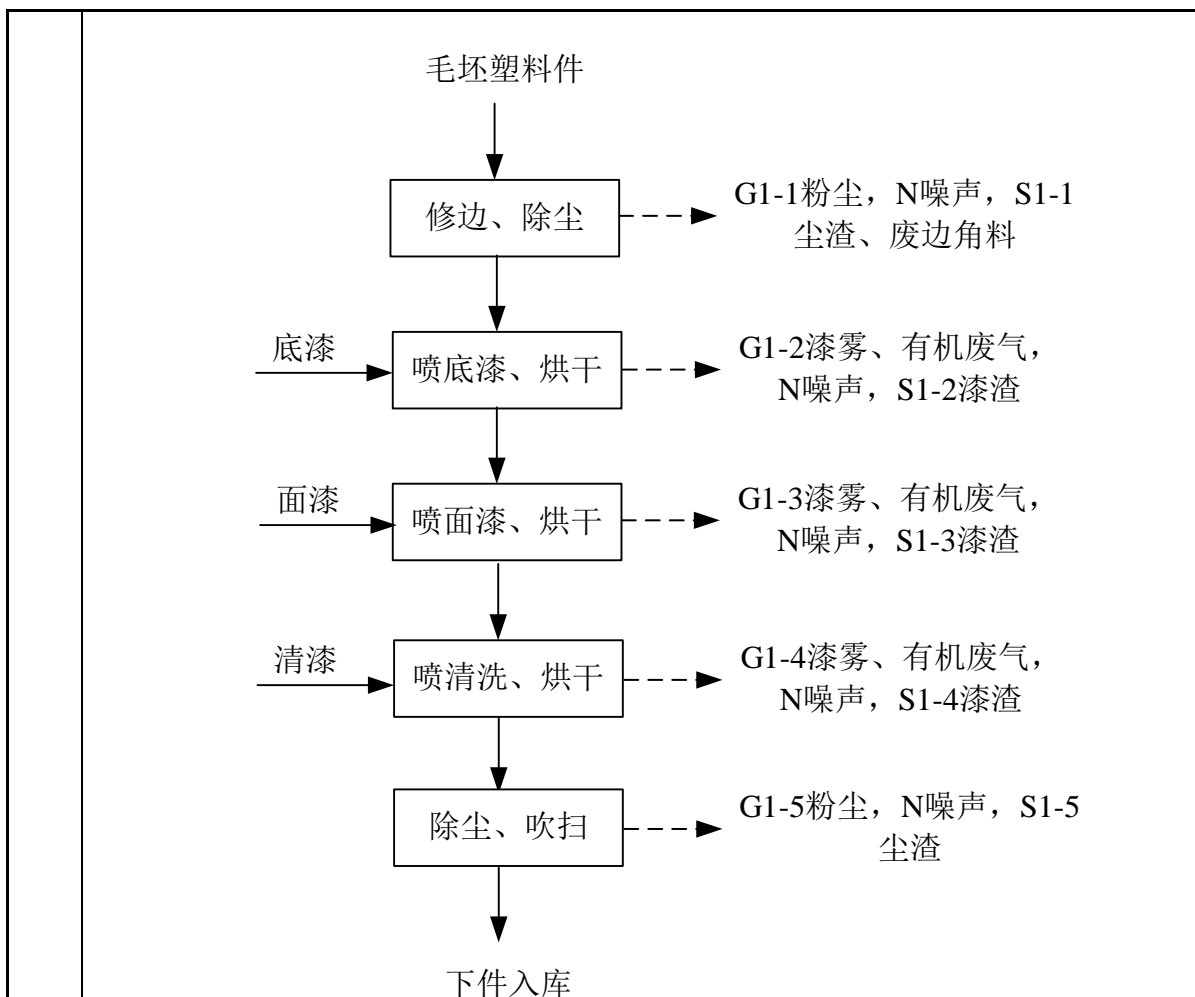 毛坯塑料件
修边、除尘
G1-1粉尘，N噪声，S1-1
尘渣、废边角料
底漆
喷底漆、烘干
G1-2漆雾、有机废气，
N噪声，S1-2漆渣
面漆
喷面漆、烘干
G1-3漆雾、有机废气，
N噪声，S1-3漆渣
清漆
喷清洗、烘干
G1-4漆雾、有机废气，
N噪声，S1-4漆渣
除尘、吹扫
G1-5粉尘，N噪声，S1-5
尘渣
下件入库